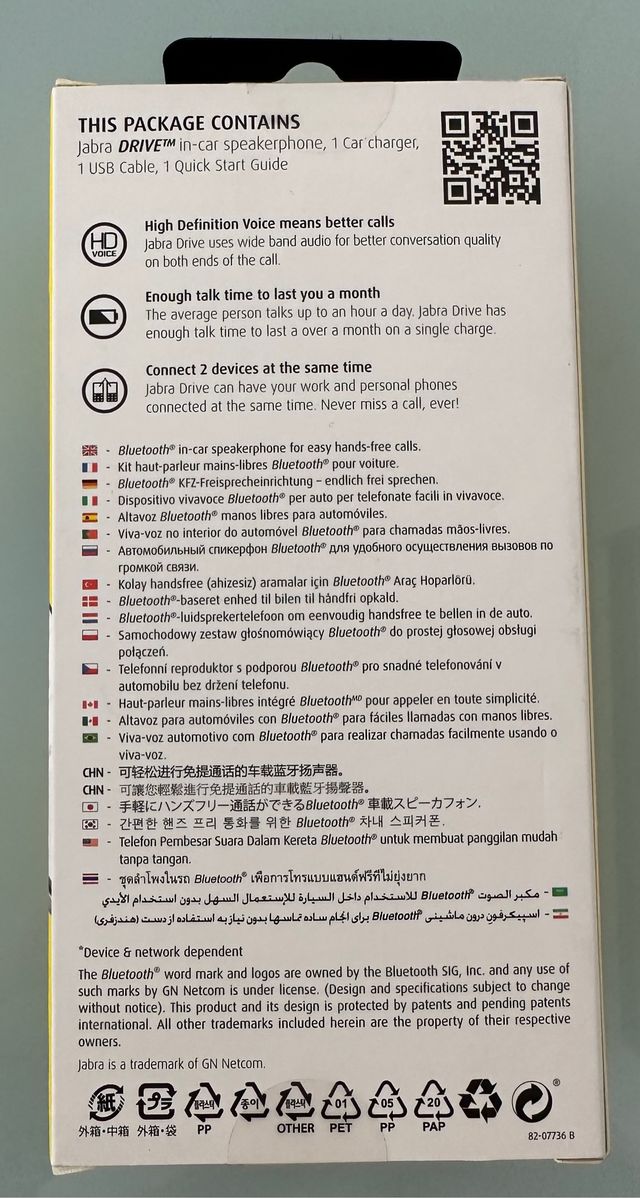 THIS PACKAGE CONTAINS
Jabra DRIVE™ in-car speakerphone, 1 Car charger,
1 USB Cable, 1 Quick Start Guide
HD
VOICE
High Definition Voice means better calls
Jabra Drive uses wide band audio for better conversation quality
on both ends of the call.
Enough talk time to last you a month
The average person talks up to an hour a day. Jabra Drive has
enough talk time to last a over a month on a single charge.
Connect 2 devices at the same time
Jabra Drive can have your work and personal phones
connected at the same time. Never miss a call, ever!
- Bluetooth® in-car speakerphone for easy hands-free calls.
- Kit haut-parleur mains-libres Bluetooth® pour voiture.
- Bluetooth® KFZ-Freisprecheinrichtung – endlich frei sprechen.
- Dispositivo vivavoce Bluetooth® per auto per telefonate facili in vivavoce.
- Altavoz Bluetooth® manos libres para automóviles.
- Viva-voz no interior do automóvel Bluetooth® para chamadas mãos-livres.
- Автомобильный спикерфон Bluetooth® для удобного осуществления вызовов по
громкой связи.
- Kolay handsfree (ahizesiz) aramalar için Bluetooth® Araç Hoparlörü.
- Bluetooth®-baseret enhed til bilen til håndfri opkald.
- Bluetooth®-luidsprekertelefoon om eenvoudig handsfree te bellen in de auto.
- Samochodowy zestaw głośnomówiący Bluetooth® do prostej głosowej obsługi
połączeń.
- Telefonní reproduktor s podporou Bluetooth® pro snadné telefonování v
automobilu bez držení telefonu.
- Haut-parleur mains-libres intégré Bluetooth MD pour appeler en toute simplicité.
- Altavoz para automóviles con Bluetooth® para fáciles llamadas con manos libres.
- Viva-voz automotivo com Bluetooth® para realizar chamadas facilmente usando o
viva-voz.
CHN - 可轻松进行免提通话的车载蓝牙扬声器。
CHN - 可讓您輕鬆進行免提通話的車載藍牙揚聲器。
- 手軽にハンズフリー通話ができるBluetooth® 車載スピーカフォン.
- 간편한 핸즈 프리 통화를 위한 Bluetooth® 차내 스피커폰.
- Telefon Pembesar Suara Dalam Kereta Bluetooth® untuk membuat panggilan mudah
tanpa tangan.
- ชุดลำโพงในรถ Bluetooth® เพื่อการโทรแบบแฮนด์ฟรีที่ไม่ยุ่งยาก
- مكبر الصوت Bluetooth® للاستخدام داخل السيارة للإستعمال السهل بدون استخدام الأيدي
- اسپیکرفون درون ماشینی Bluetooth® برای انجام ساده تماسها بدون نیاز به استفاده از دست (هندزفری)
*Device & network dependent
The Bluetooth® word mark and logos are owned by the Bluetooth SIG, Inc. and any use of
such marks by GN Netcom is under license. (Design and specifications subject to change
without notice). This product and its design is protected by patents and pending patents
international. All other trademarks included herein are the property of their respective
owners.
Jabra is a trademark of GN Netcom.
紙 プラ 플라스틱 종이 플라스틱 01 05 20 ®
外箱・中箱 外箱・袋 PP OTHER PET PP PAP
82-07736 B